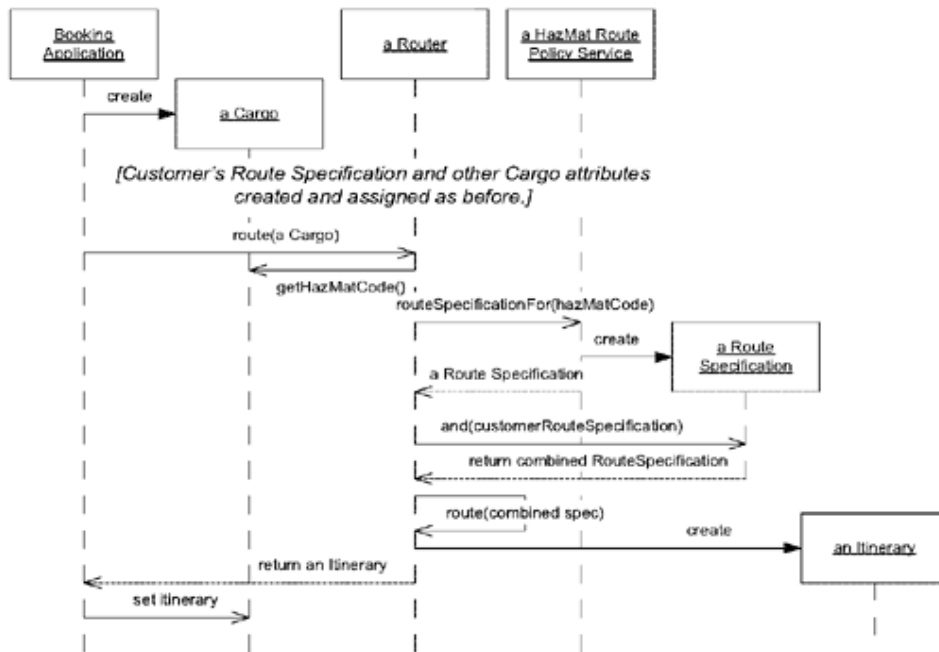 Booking
Application
a Router
a HazMat Route
Policy Service
create
a Cargo
[Customer's Route Specification and other Cargo attributes
created and assigned as before.]
route(a Cargo)
getHazMatCode()
routeSpecificationFor(hazMatCode)
create
a Route
Specification
a Route Specification
and(customerRouteSpecification)
return combined RouteSpecification
route(combined spec)
create
an Itinerary
return an Itinerary
set Itinerary